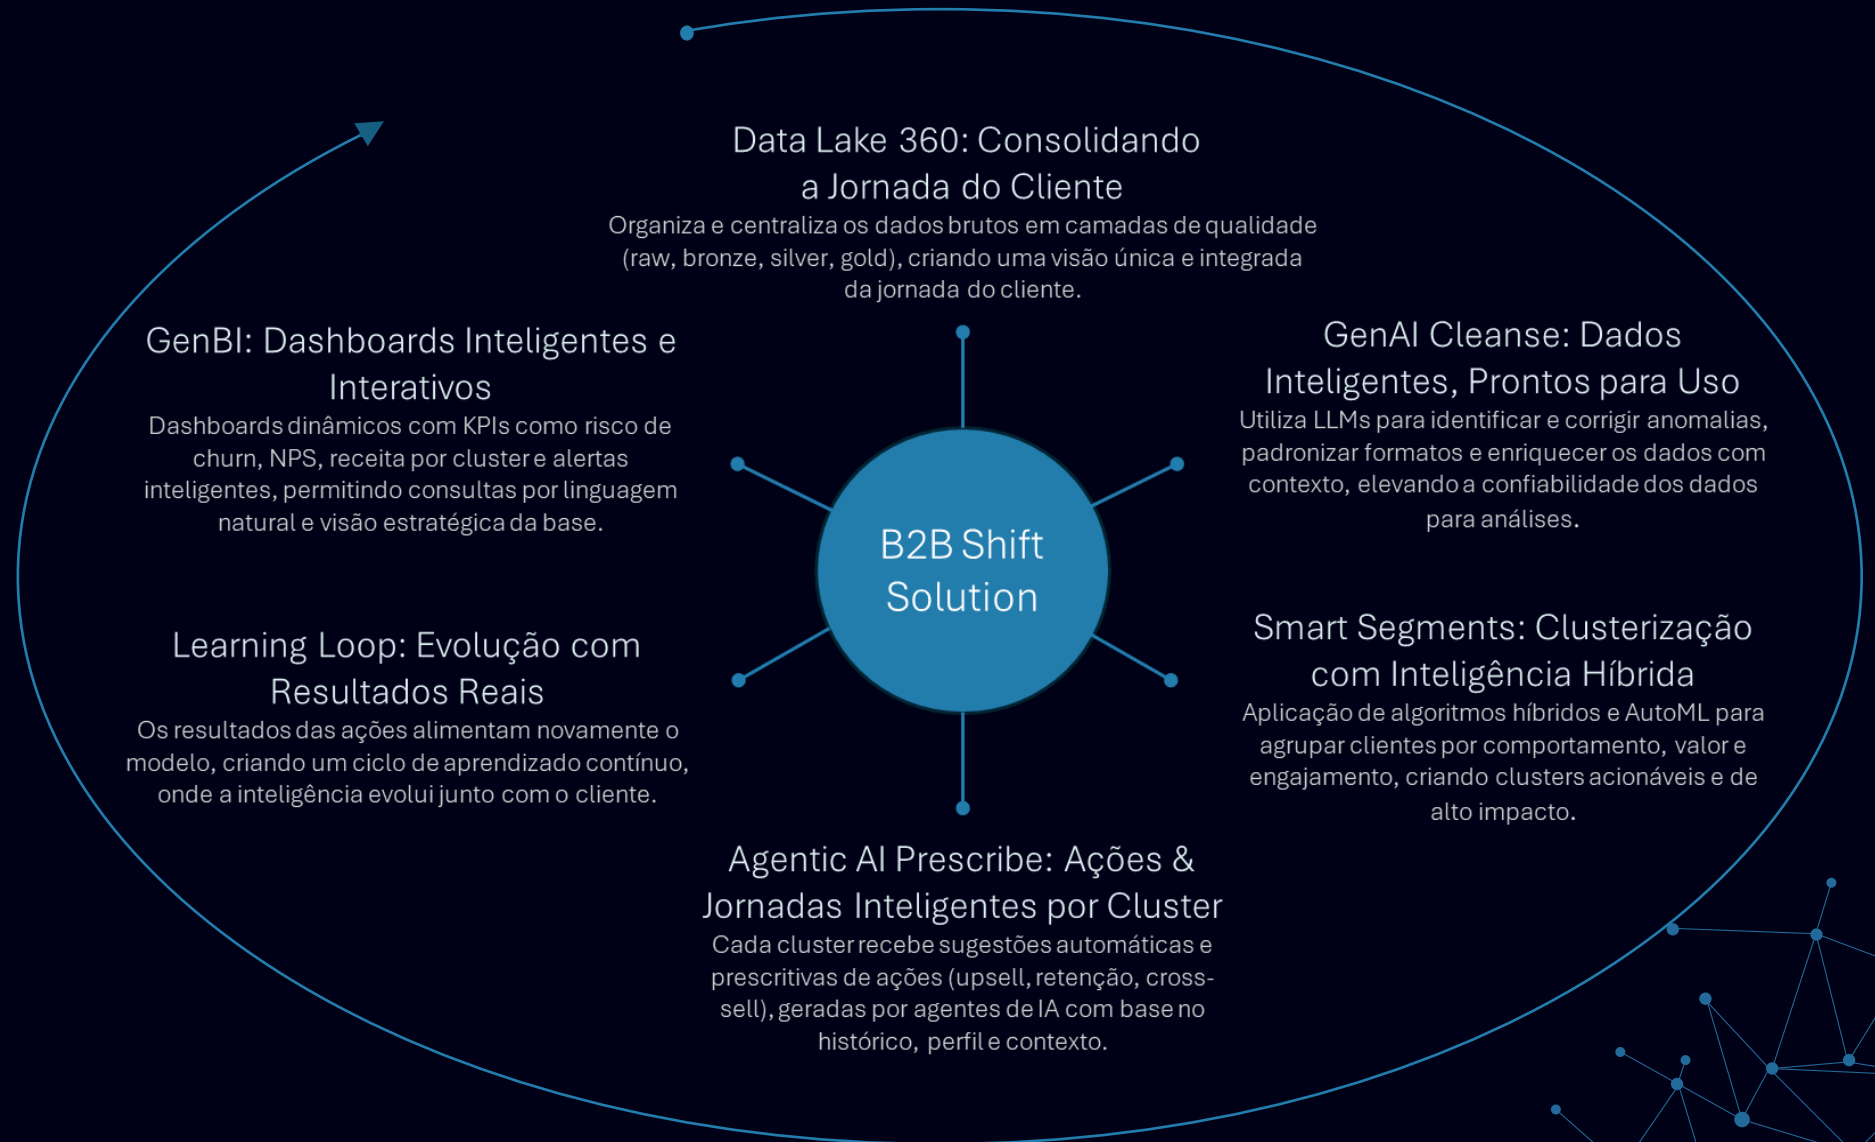 Data Lake 360: Consolidando
a Jornada do Cliente
Organiza e centraliza os dados brutos em camadas de qualidade
(raw, bronze, silver, gold), criando uma visão única e integrada
da jornada do cliente.
GenAI Cleanse: Dados
Inteligentes, Prontos para Uso
Utiliza LLMs para identificar e corrigir anomalias,
padronizar formatos e enriquecer os dados com
contexto, elevando a confiabilidade dos dados
para análises.
Smart Segments: Clusterização
com Inteligência Híbrida
Aplicação de algoritmos híbridos e AutoML para
agrupar clientes por comportamento, valor e
engajamento, criando clusters acionáveis e de
alto impacto.
Agentic AI Prescribe: Ações &
Jornadas Inteligentes por Cluster
Cada cluster recebe sugestões automáticas e
prescritivas de ações (upsell, retenção, cross-
sell), geradas por agentes de IA com base no
histórico, perfil e contexto.
Learning Loop: Evolução com
Resultados Reais
Os resultados das ações alimentam novamente o
modelo, criando um ciclo de aprendizado contínuo,
onde a inteligência evolui junto com o cliente.
GenBI: Dashboards Inteligentes e
Interativos
Dashboards dinâmicos com KPIs como risco de
churn, NPS, receita por cluster e alertas
inteligentes, permitindo consultas por linguagem
natural e visão estratégica da base.
B2B Shift
Solution